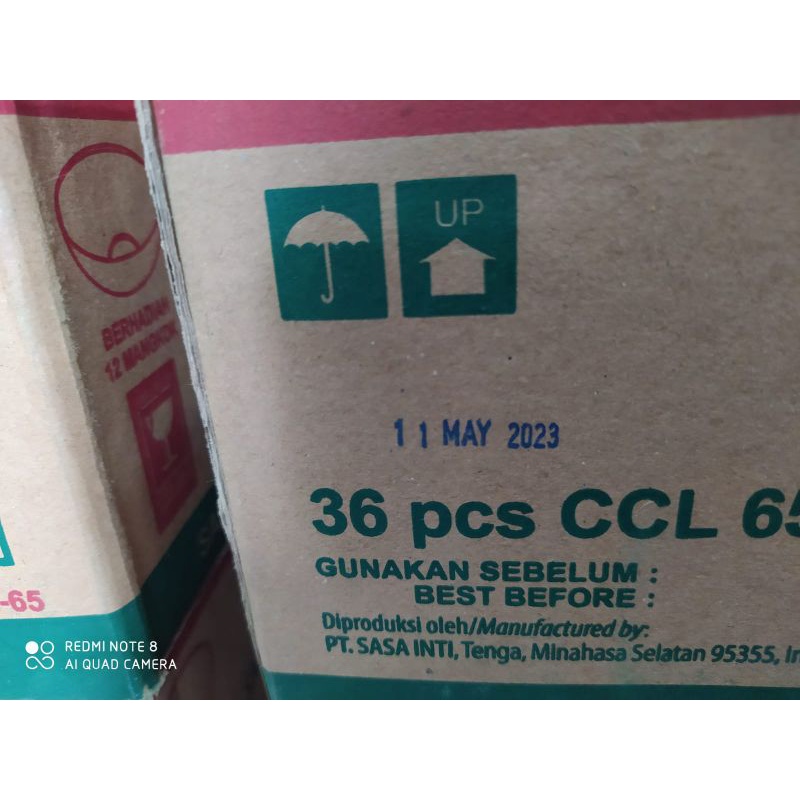 UP
BERHADIAH
12 MANGKOK
11 MAY 2023
36 pcs CCL 65
GUNAKAN SEBELUM :
BEST BEFORE :
Diproduksi oleh/Manufactured by:
PT. SASA INTI, Tenga, Minahasa Selatan 95355, In
-65
REDMI NOTE 8
AI QUAD CAMERA